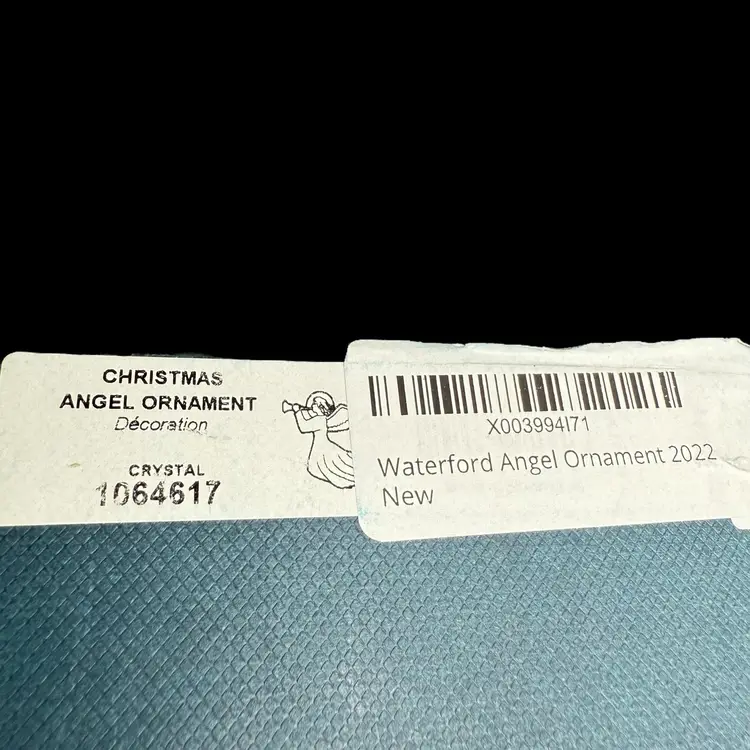 CHRISTMAS
ANGEL ORNAMENT
Décoration
CRYSTAL
1064617
X003994I71
Waterford Angel Ornament 2022
New